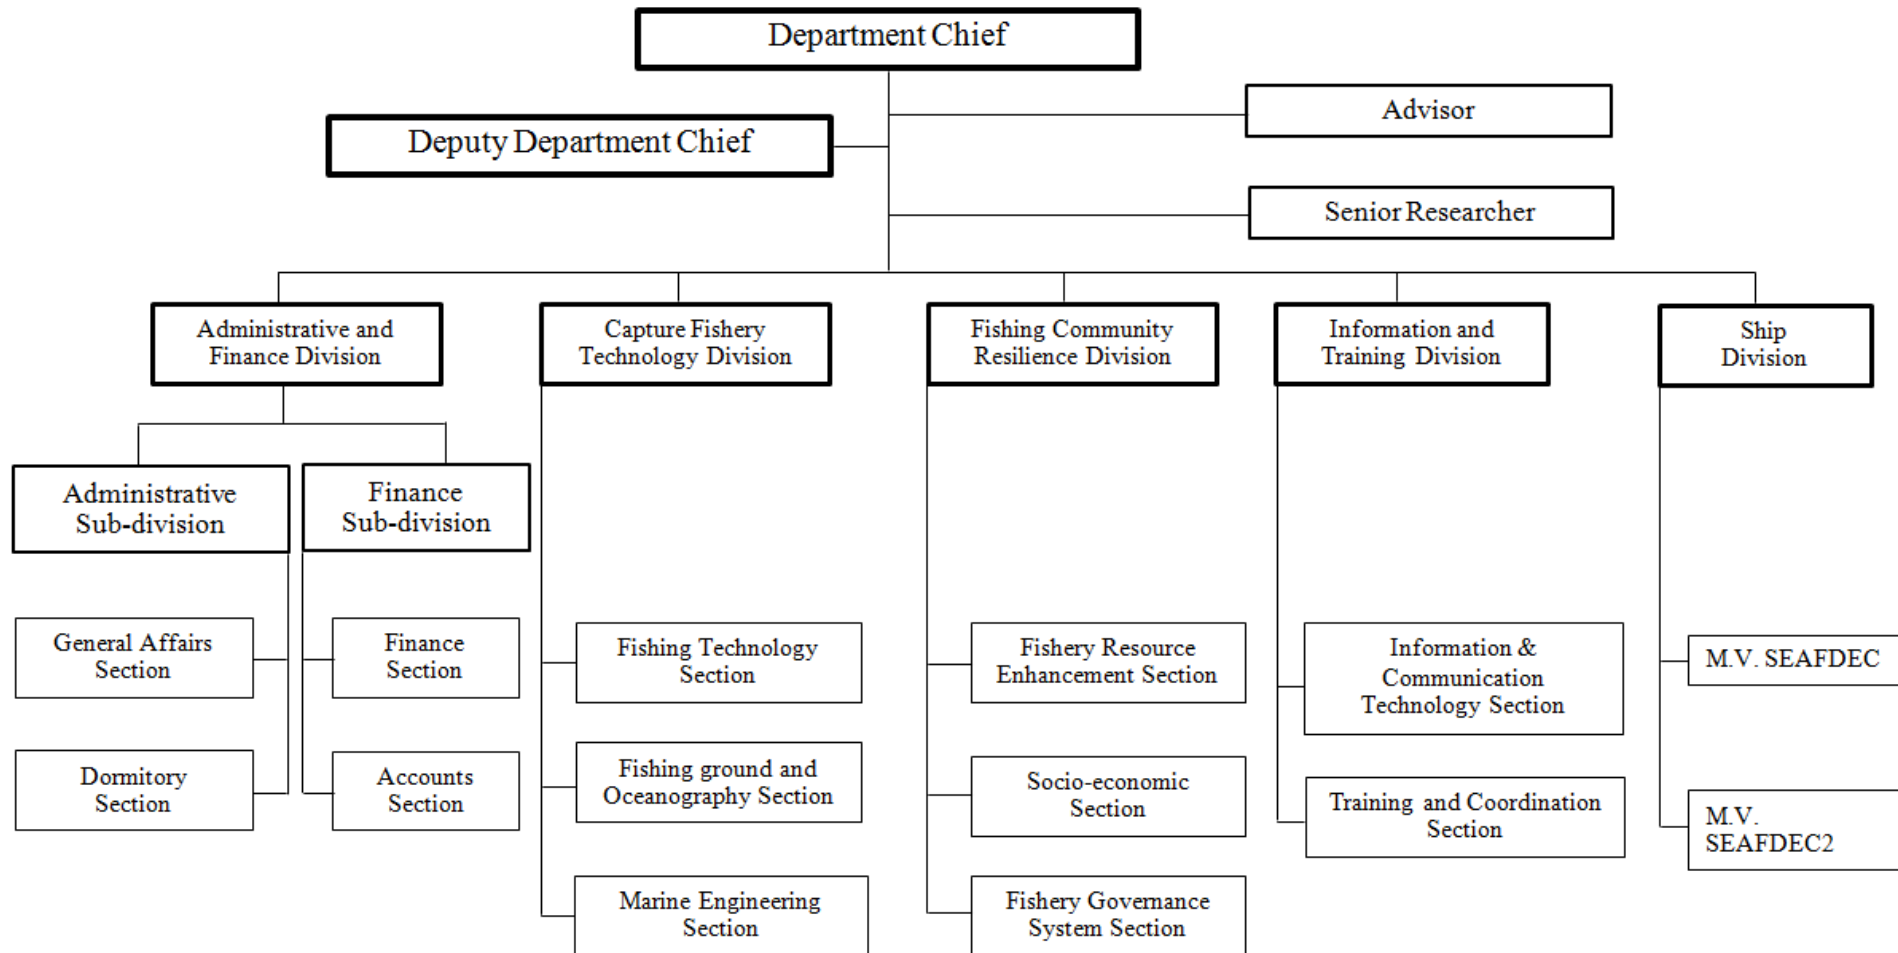 Department Chief
Advisor
Deputy Department Chief
Senior Researcher
Administrative and
Finance Division
Capture Fishery
Technology Division
Fishing Community
Resilience Division
Information and
Training Division
Ship
Division
Administrative
Sub-division
Finance
Sub-division
General Affairs
Section
Finance
Section
Fishing Technology
Section
Fishery Resource
Enhancement Section
Information &
Communication
Technology Section
M.V. SEAFDEC
Dormitory
Section
Accounts
Section
Fishing ground and
Oceanography Section
Socio-economic
Section
Training and Coordination
Section
M.V.
SEAFDEC2
Marine Engineering
Section
Fishery Governance
System Section